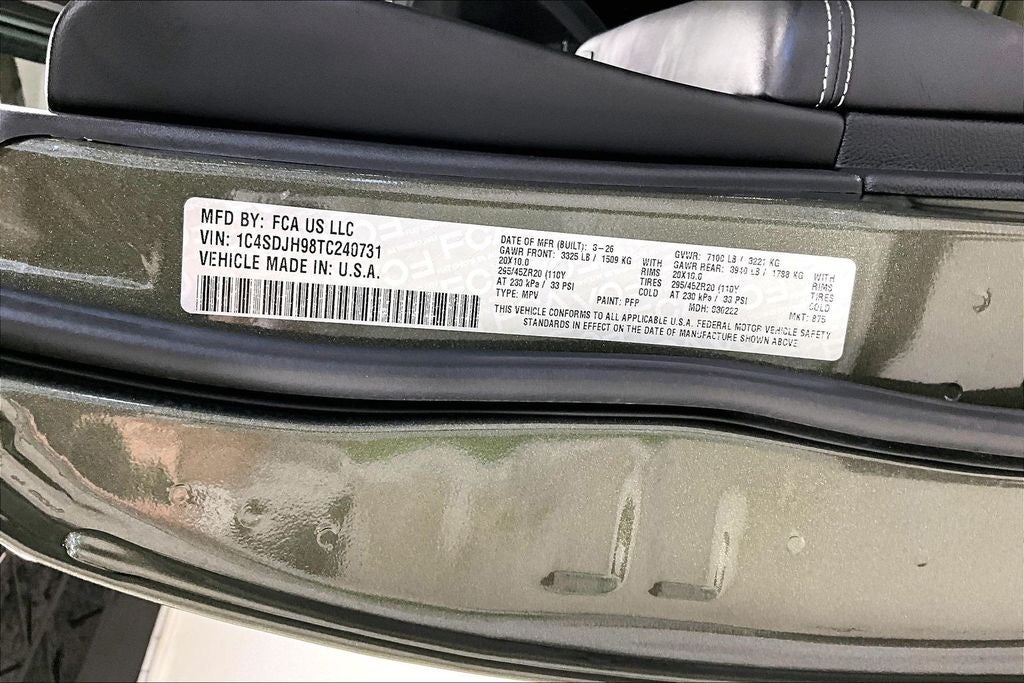 MFD BY: FCA US LLC
VIN: 1C4SDJH98TC240731
VEHICLE MADE IN: U.S.A.
DATE OF MFR (BUILT): 3-26 GVWR: 7100 LB / 3221 KG
GAWR FRONT: 3325 LB / 1509 KG WITH GAWR REAR: 3940 LB / 1788 KG WITH
20X10.0 RIMS 20X10.0 RIMS
295/45ZR20 (110Y TIRES 295/45ZR20 (110Y TIRES
AT 230 kPa / 33 PSI COLD AT 230 kPa / 33 PSI COLD
TYPE: MPV PAINT: PFP MDH: 030222 MKT: 875
THIS VEHICLE CONFORMS TO ALL APPLICABLE U.S.A. FEDERAL MOTOR VEHICLE SAFETY
STANDARDS IN EFFECT ON THE DATE OF MANUFACTURE SHOWN ABOVE